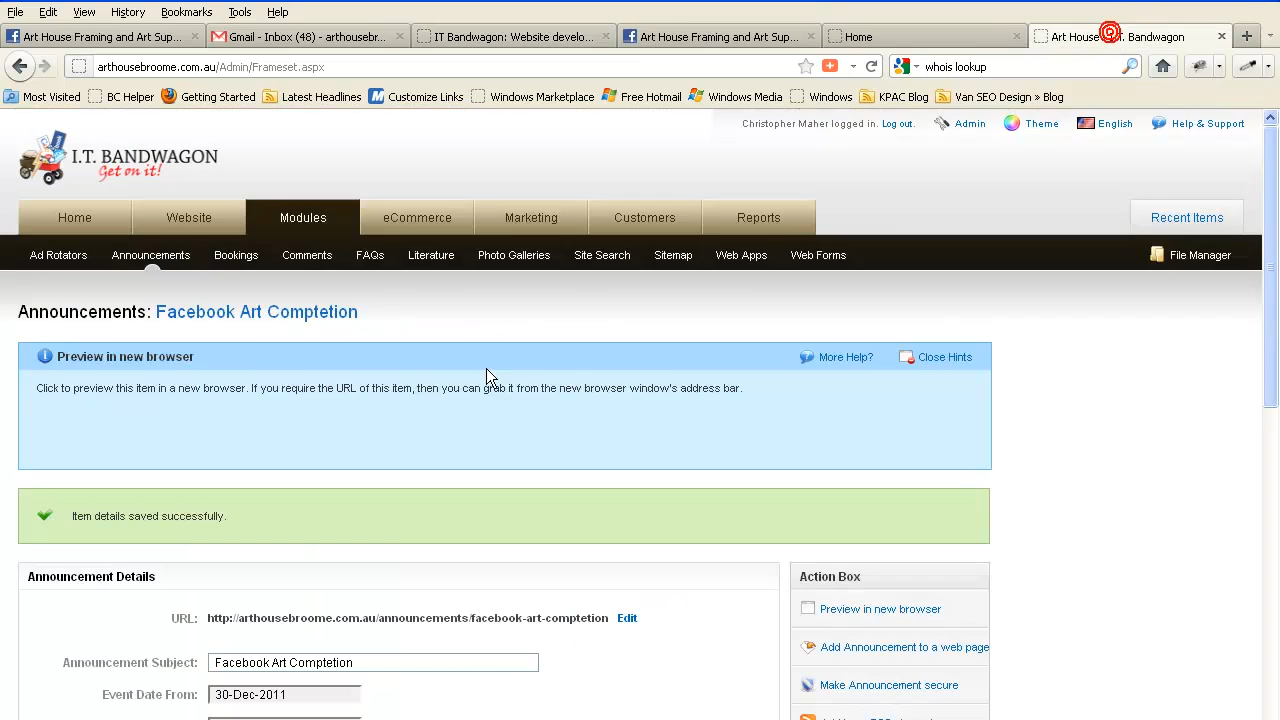 File Edit View History Bookmarks Tools Help
Art House Framing and Art Sup... Gmail - Inbox (48) - arthousebr... IT Bandwagon: Website develo... Art House Framing and Art Sup... Home Art House Bandwagon
arthousebroome.com.au/Admin/Frameset.aspx whois lookup
Most Visited BC Helper Getting Started Latest Headlines Customize Links Windows Marketplace Free Hotmail Windows Media Windows KPAC Blog Van SEO Design » Blog
Christopher Maher logged in. Log out. Admin Theme English Help & Support
I.T. BANDWAGON
Get on it!
Home Website Modules eCommerce Marketing Customers Reports Recent Items
Ad Rotators Announcements Bookings Comments FAQs Literature Photo Galleries Site Search Sitemap Web Apps Web Forms File Manager
Announcements: Facebook Art Comptetion
Preview in new browser More Help? Close Hints
Click to preview this item in a new browser. If you require the URL of this item, then you can grab it from the new browser window's address bar.
Item details saved successfully.
Announcement Details Action Box
URL: http://arthousebroome.com.au/announcements/facebook-art-comptetion Edit
Preview in new browser
Announcement Subject: Facebook Art Comptetion
Add Announcement to a web page
Event Date From: 30-Dec-2011
Make Announcement secure